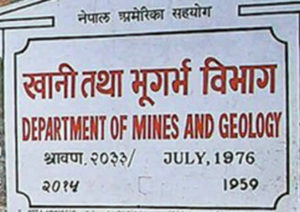 नेपाल अमेरिका सहयोग
खानी तथा भूगर्भ विभाग
DEPARTMENT OF MINES AND GEOLOGY
श्रावण, २०३३/ JULY, 1976
२०१५ 1959